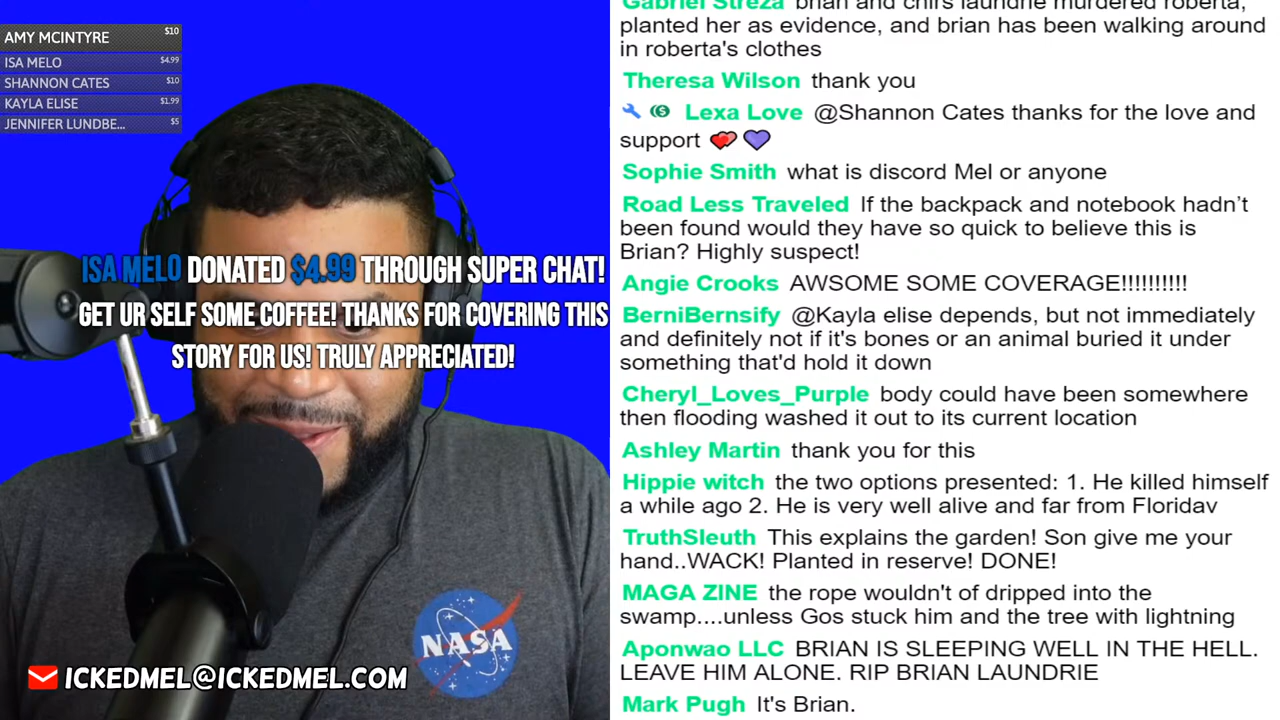 AMY MCINTYRE $10
ISA MELO $4.99
SHANNON CATES $10
KAYLA ELISE $1.99
JENNIFER LUNDBE... $5
ISA MELO DONATED $4.99 THROUGH SUPER CHAT!
GET UR SELF SOME COFFEE! THANKS FOR COVERING THIS
STORY FOR US! TRULY APPRECIATED!
NASA
ICKEDMEL@ICKEDMEL.COM
Gabriel Streza brian and chirs laundrie murdered roberta,
planted her as evidence, and brian has been walking around
in roberta's clothes
Theresa Wilson thank you
Lexa Love @Shannon Cates thanks for the love and
support
Sophie Smith what is discord Mel or anyone
Road Less Traveled If the backpack and notebook hadn’t
been found would they have so quick to believe this is
Brian? Highly suspect!
Angie Crooks AWSOME SOME COVERAGE!!!!!!!!!!
BerniBernsify @Kayla elise depends, but not immediately
and definitely not if it's bones or an animal buried it under
something that'd hold it down
Cheryl_Loves_Purple body could have been somewhere
then flooding washed it out to its current location
Ashley Martin thank you for this
Hippie witch the two options presented: 1. He killed himself
a while ago 2. He is very well alive and far from Floridav
TruthSleuth This explains the garden! Son give me your
hand..WACK! Planted in reserve! DONE!
MAGA ZINE the rope wouldn't of dripped into the
swamp....unless Gos stuck him and the tree with lightning
Aponwao LLC BRIAN IS SLEEPING WELL IN THE HELL.
LEAVE HIM ALONE. RIP BRIAN LAUNDRIE
Mark Pugh It's Brian.